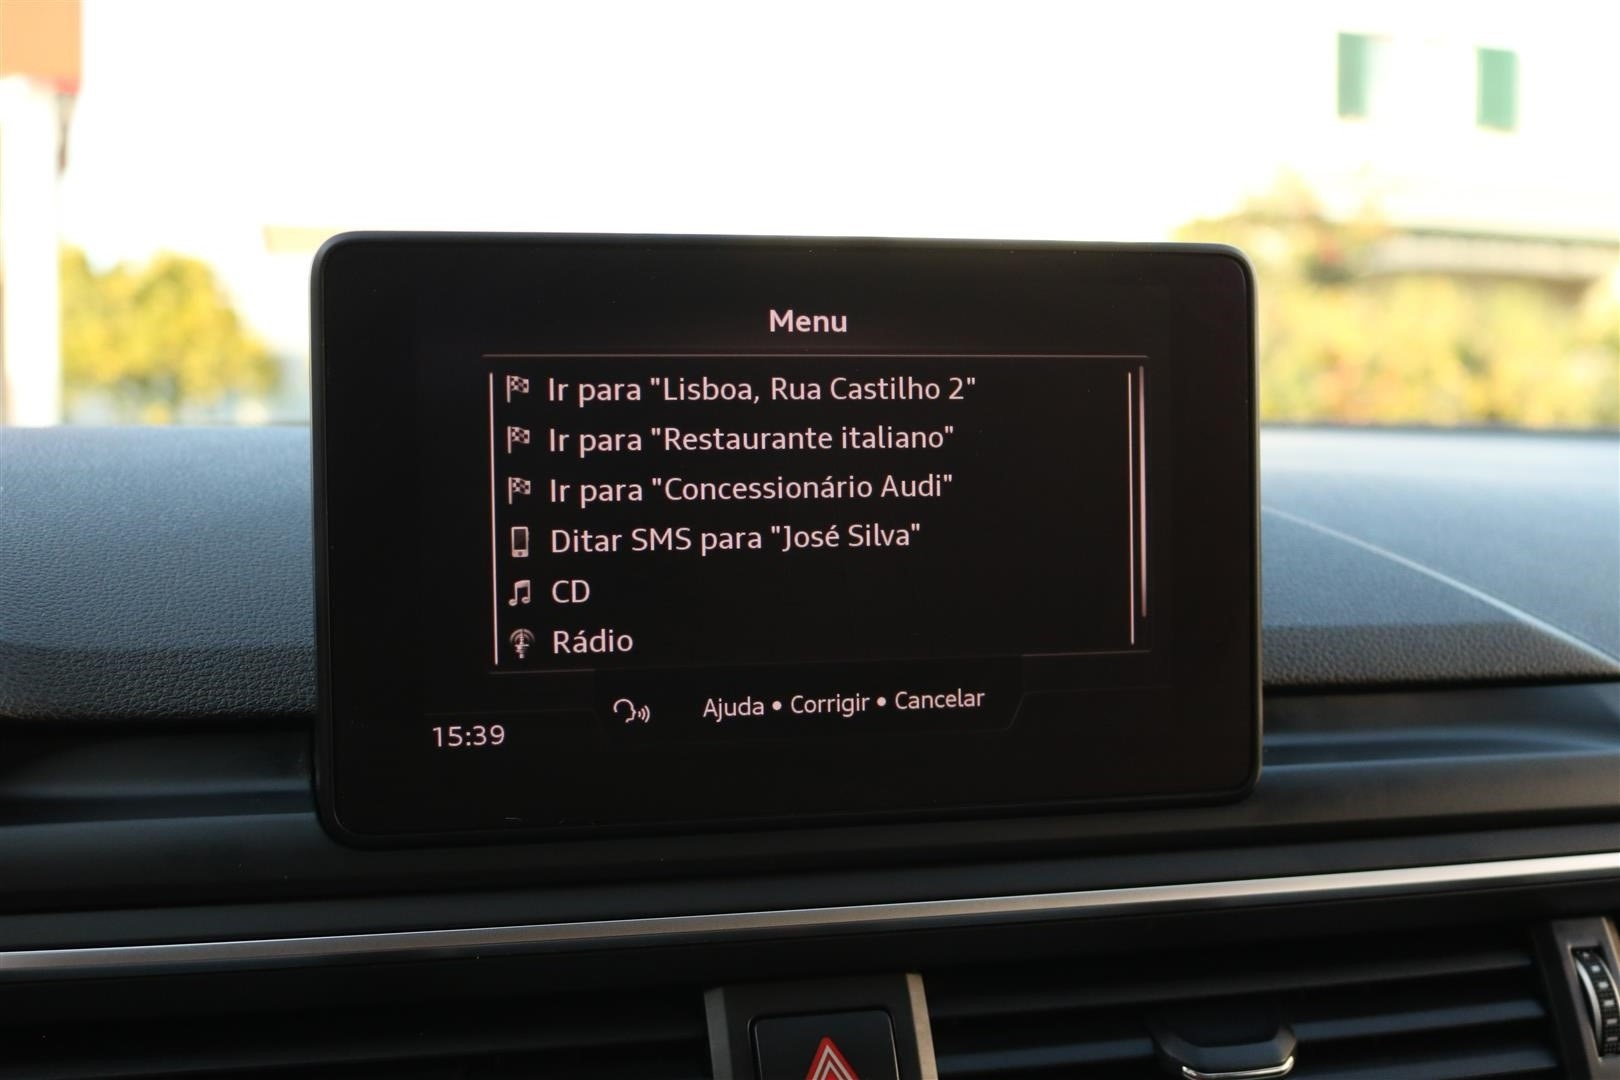 Menu
Ir para "Lisboa, Rua Castilho 2"
Ir para "Restaurante italiano"
Ir para "Concessionário Audi"
Ditar SMS para "José Silva"
CD
Rádio
Ajuda • Corrigir • Cancelar
15:39